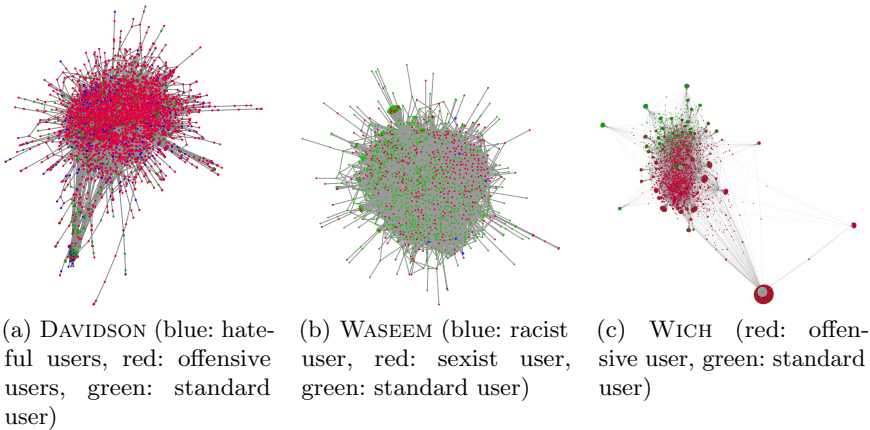 (a) DAVIDSON (blue: hate-
ful users, red: offensive
users, green: standard
user)
(b) WASEEM (blue: racist
user, red: sexist user,
green: standard user)
(c) WICH (red: offen-
sive user, green: standard
user)